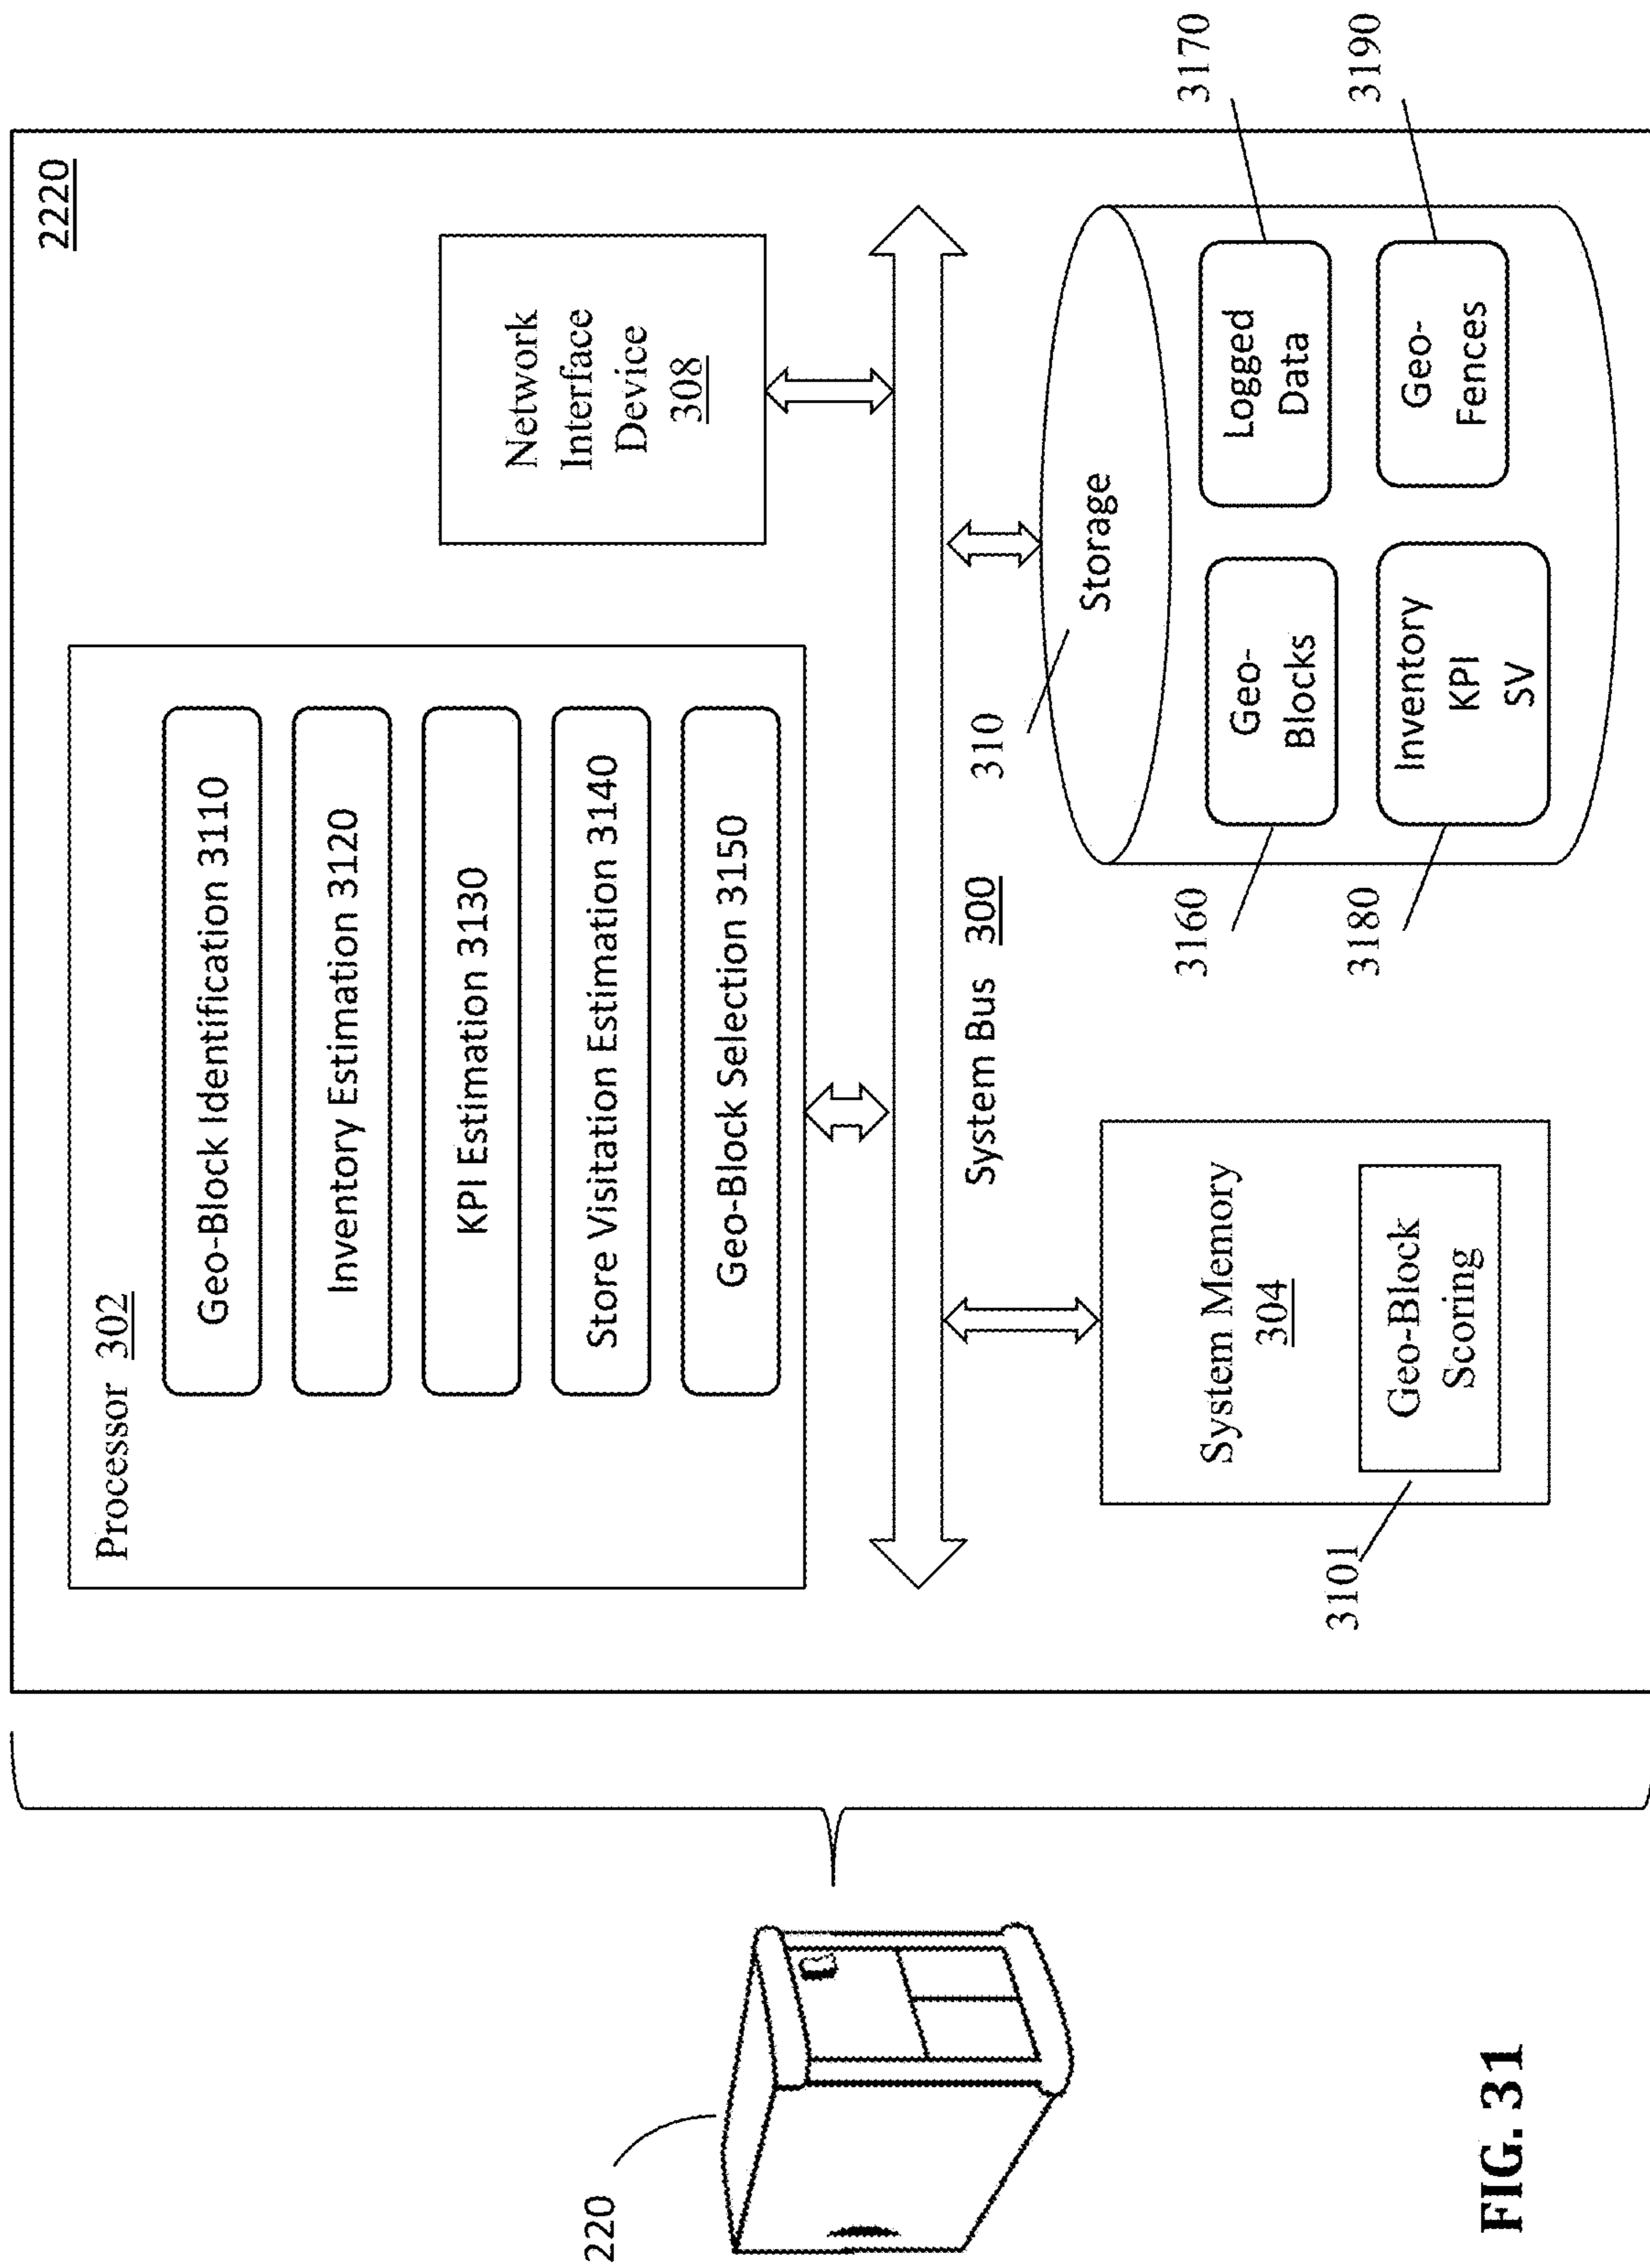 2220
Processor 302
Geo-Block Identification 3110
Inventory Estimation 3120
KPI Estimation 3130
Store Visitation Estimation 3140
Geo-Block Selection 3150
Network
Interface
Device
308
System Bus 300
System Memory
304
Geo-Block
Scoring
3101
310
Storage
Geo-
Blocks
3160
Logged
Data
3170
Inventory
KPI
SV
3180
Geo-
Fences
3190
220
FIG. 31